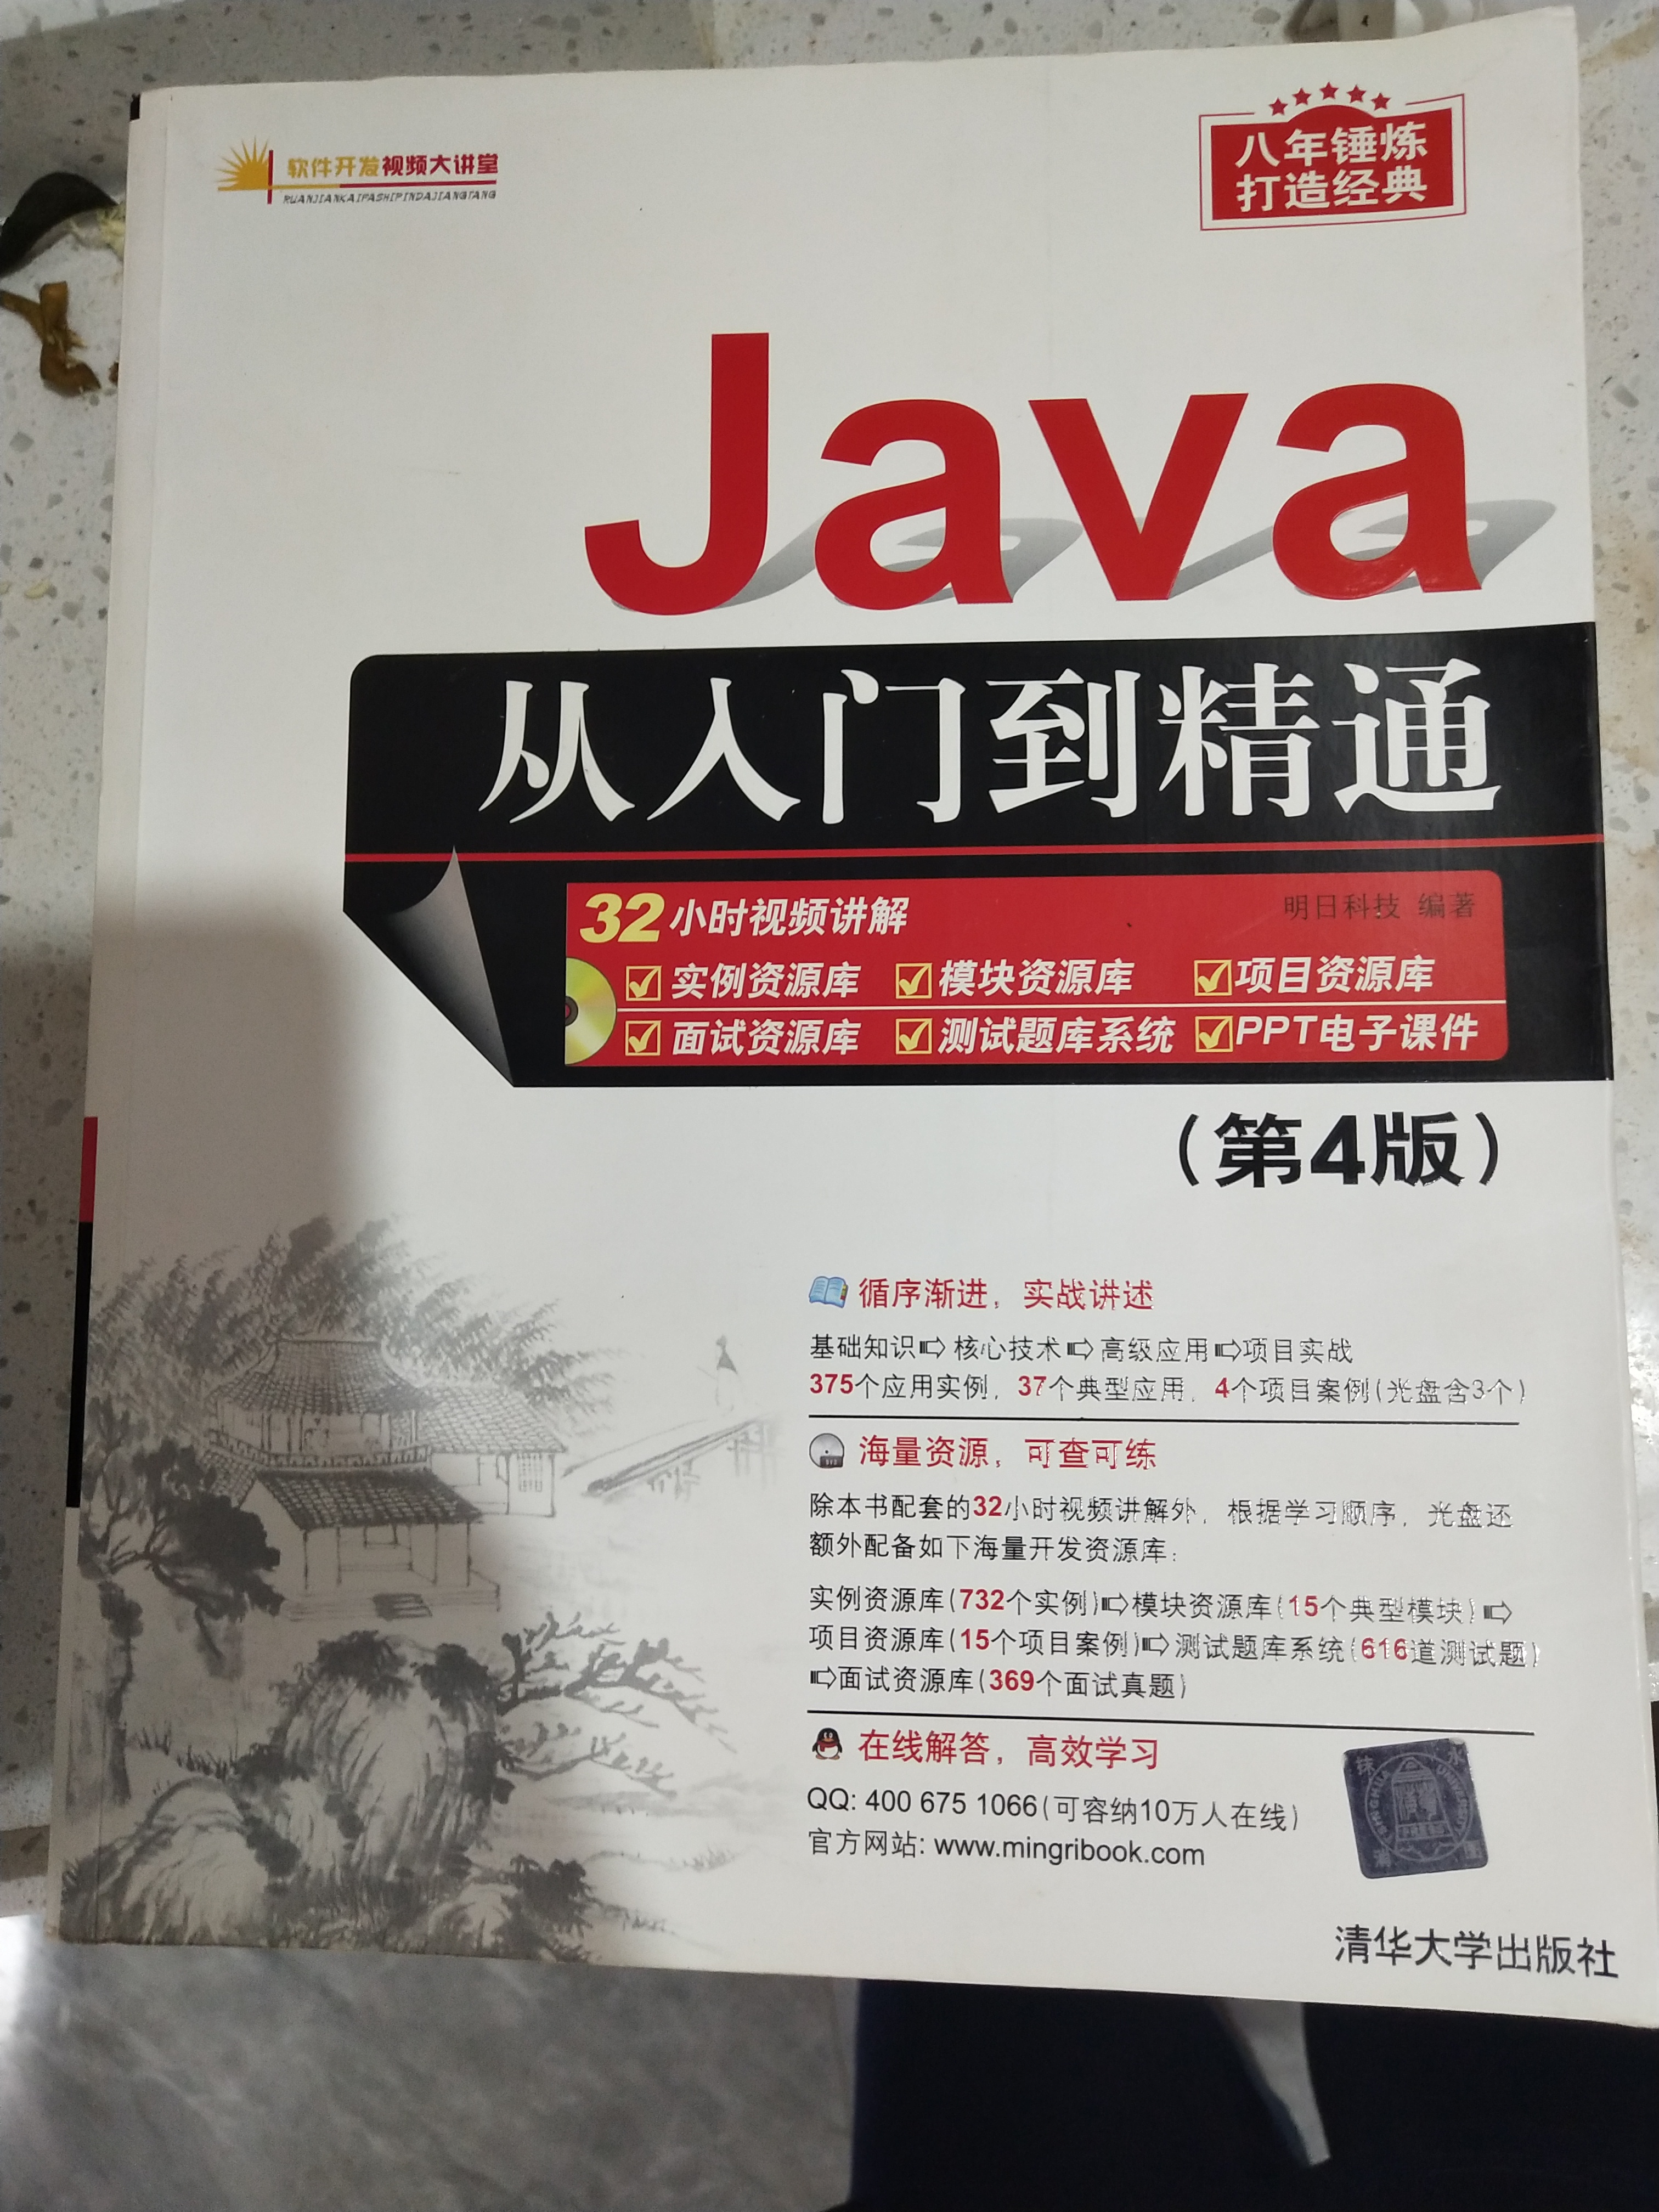 软件开发视频大讲堂
RUANJIANKAIFASHIPINDAJIANGTANG
八年锤炼
打造经典
Java
从入门到精通
32小时视频讲解
明日科技 编著
实例资源库 模块资源库 项目资源库
面试资源库 测试题库系统 PPT电子课件
（第4版）
循序渐进，实战讲述
基础知识⇨核心技术⇨高级应用⇨项目实战
375个应用实例，37个典型应用，4个项目案例(光盘含3个)
海量资源，可查可练
除本书配套的32小时视频讲解外，根据学习顺序，光盘还
额外配备如下海量开发资源库：
实例资源库(732个实例)⇨模块资源库(15个典型模块)⇨
项目资源库(15个项目案例)⇨测试题库系统(616道测试题)
⇨面试资源库(369个面试真题)
在线解答，高效学习
QQ: 400 675 1066(可容纳10万人在线)
官方网站: www.mingribook.com
清华大学出版社